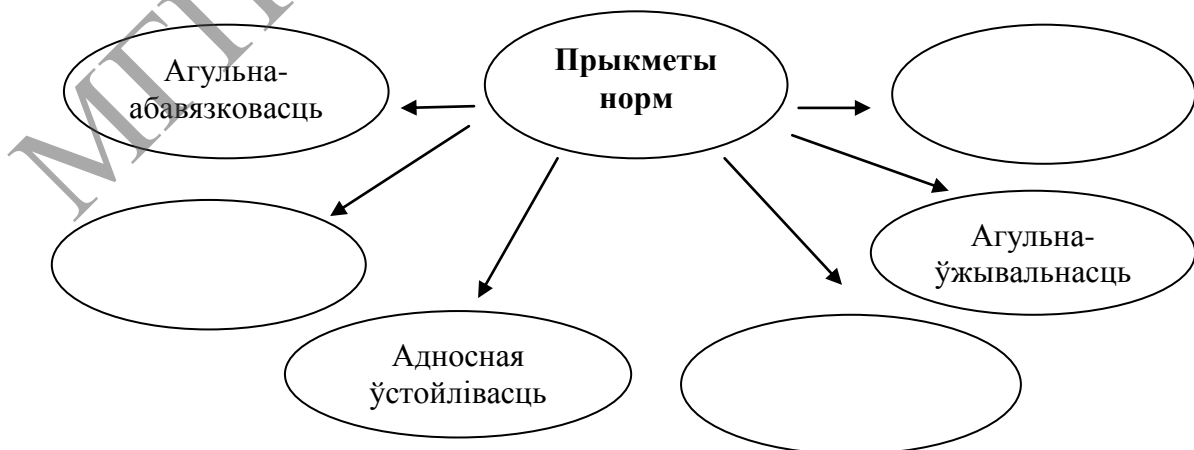 Прыкметы
норм
Агульна-
абавязковасць
Агульна-
ўжывальнасць
Адносная
ўстойлівасць